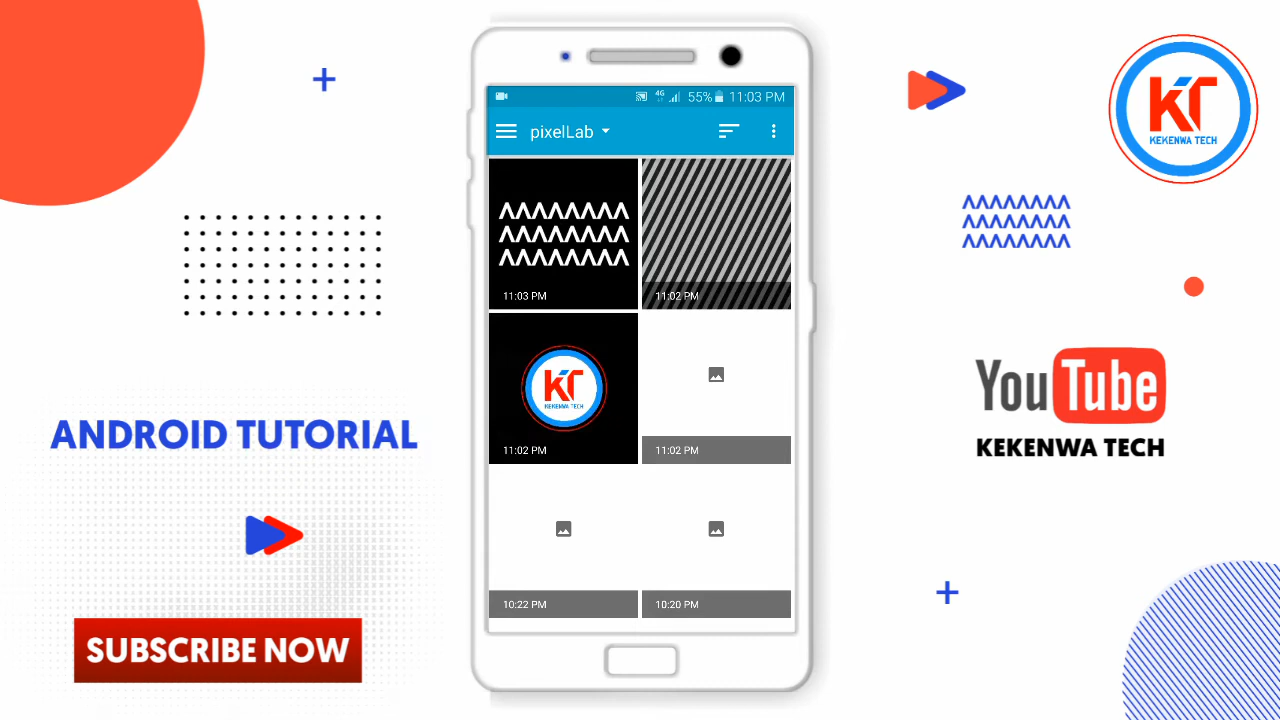 4G 55% 11:03 PM
pixelLab
11:03 PM
11:02 PM
KT
KEKENWA TECH
11:02 PM
11:02 PM
10:22 PM
10:20 PM
ANDROID TUTORIAL
SUBSCRIBE NOW
KT
KEKENWA TECH
YouTube
KEKENWA TECH